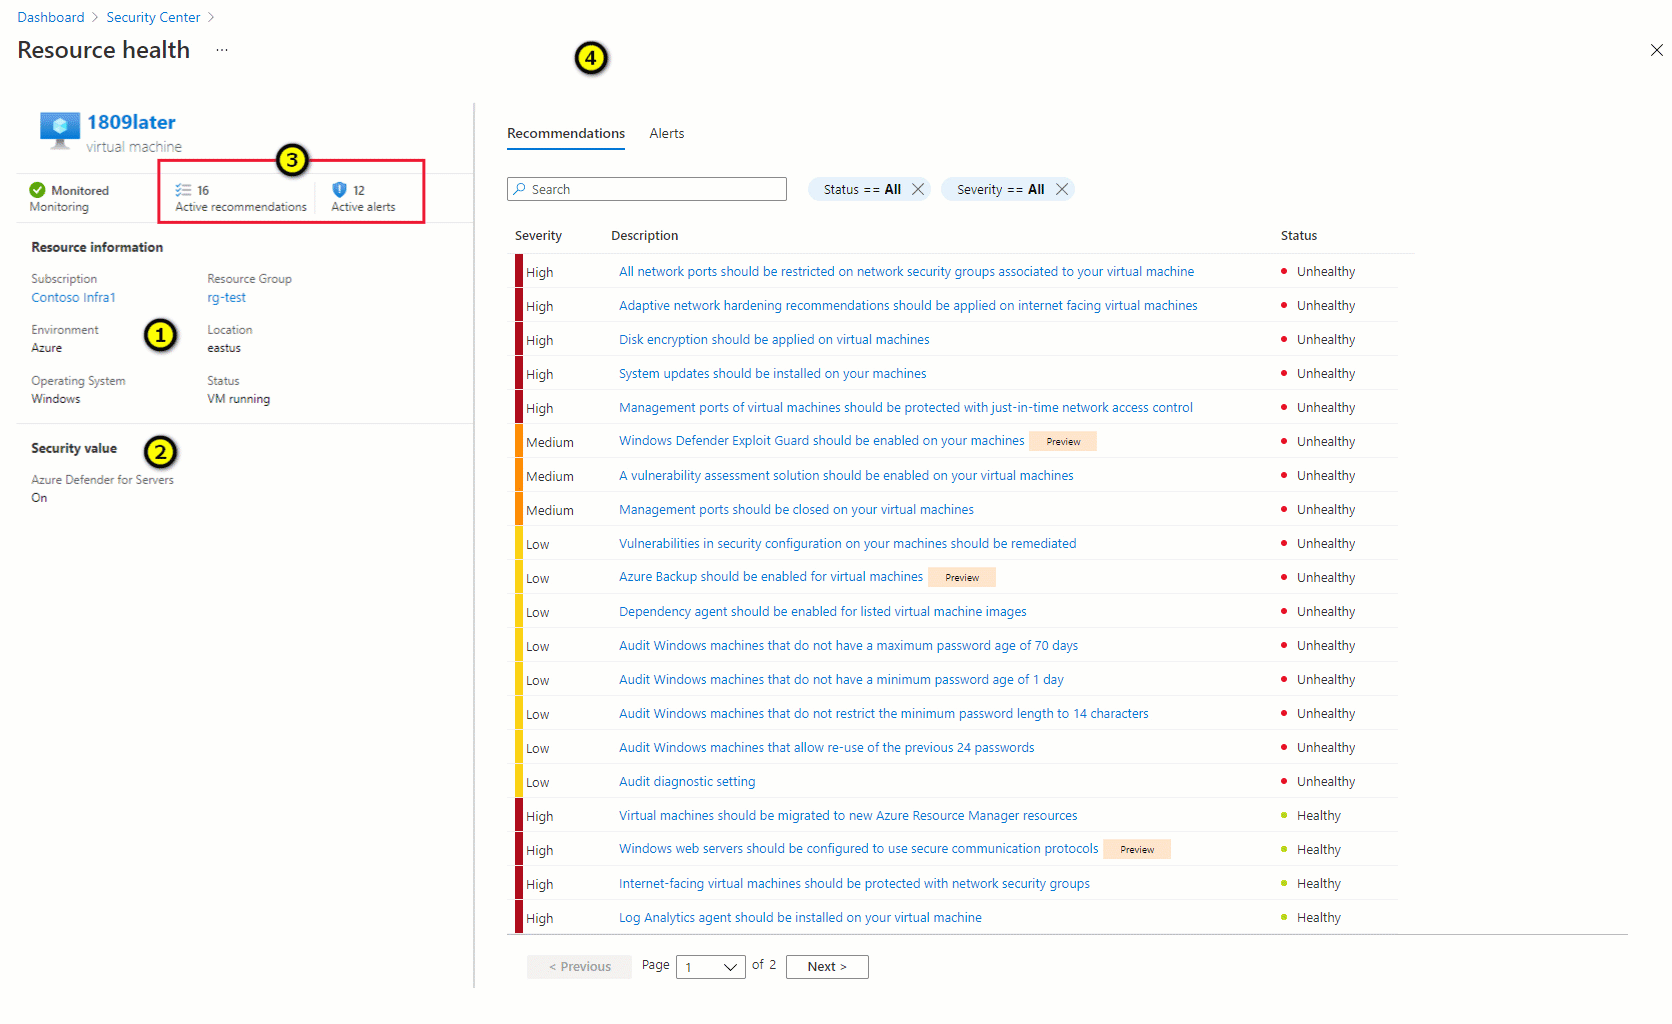 Dashboard > Security Center >
Resource health ...
4
1809later
virtual machine
3
Monitored
Monitoring
16
Active recommendations
12
Active alerts
Resource information
Subscription
Contoso Infra1
Resource Group
rg-test
Environment
Azure
1
Location
eastus
Operating System
Windows
Status
VM running
Security value
2
Azure Defender for Servers
On
Recommendations Alerts
Search
Status == All
Severity == All
Severity Description Status
High All network ports should be restricted on network security groups associated to your virtual machine Unhealthy
High Adaptive network hardening recommendations should be applied on internet facing virtual machines Unhealthy
High Disk encryption should be applied on virtual machines Unhealthy
High System updates should be installed on your machines Unhealthy
High Management ports of virtual machines should be protected with just-in-time network access control Unhealthy
Medium Windows Defender Exploit Guard should be enabled on your machines Preview Unhealthy
Medium A vulnerability assessment solution should be enabled on your virtual machines Unhealthy
Medium Management ports should be closed on your virtual machines Unhealthy
Low Vulnerabilities in security configuration on your machines should be remediated Unhealthy
Low Azure Backup should be enabled for virtual machines Preview Unhealthy
Low Dependency agent should be enabled for listed virtual machine images Unhealthy
Low Audit Windows machines that do not have a maximum password age of 70 days Unhealthy
Low Audit Windows machines that do not have a minimum password age of 1 day Unhealthy
Low Audit Windows machines that do not restrict the minimum password length to 14 characters Unhealthy
Low Audit Windows machines that allow re-use of the previous 24 passwords Unhealthy
Low Audit diagnostic setting Unhealthy
High Virtual machines should be migrated to new Azure Resource Manager resources Healthy
High Windows web servers should be configured to use secure communication protocols Preview Healthy
High Internet-facing virtual machines should be protected with network security groups Healthy
High Log Analytics agent should be installed on your virtual machine Healthy
< Previous Page 1 of 2 Next >